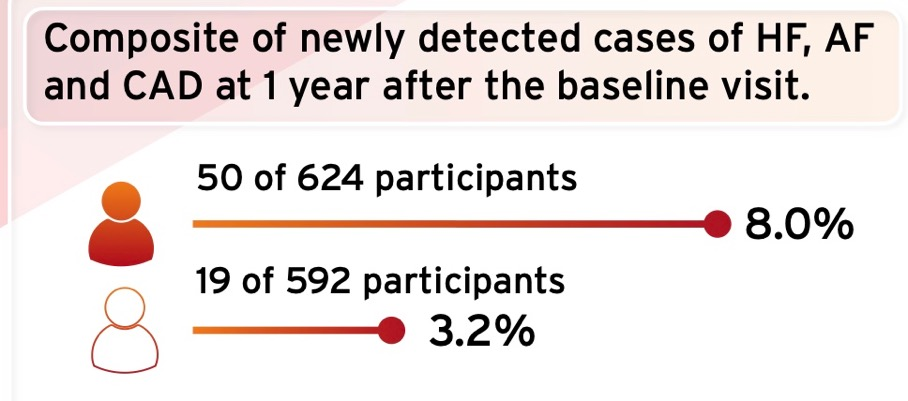 Composite of newly detected cases of HF, AF
and CAD at 1 year after the baseline visit.
50 of 624 participants
8.0%
19 of 592 participants
3.2%